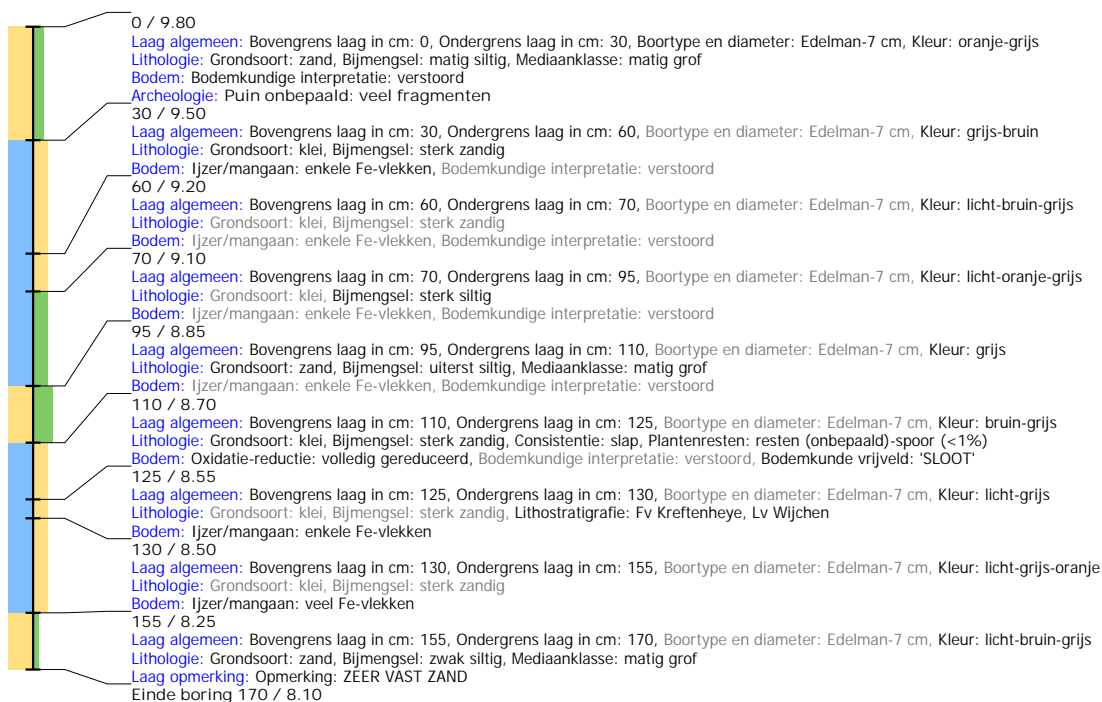 0 / 9.80
Laag algemeen: Bovengrens laag in cm: 0, Ondergrens laag in cm: 30, Boortype en diameter: Edelman-7 cm, Kleur: oranje-grijs
Lithologie: Grondsoort: zand, Bijmengsel: matig siltig, Mediaanklasse: matig grof
Bodem: Bodemkundige interpretatie: verstoord
Archeologie: Puin onbepaald: veel fragmenten
30 / 9.50
Laag algemeen: Bovengrens laag in cm: 30, Ondergrens laag in cm: 60, Boortype en diameter: Edelman-7 cm, Kleur: grijs-bruin
Lithologie: Grondsoort: klei, Bijmengsel: sterk zandig
Bodem: Ijzer/mangaan: enkele Fe-vlekken, Bodemkundige interpretatie: verstoord
60 / 9.20
Laag algemeen: Bovengrens laag in cm: 60, Ondergrens laag in cm: 70, Boortype en diameter: Edelman-7 cm, Kleur: licht-bruin-grijs
Lithologie: Grondsoort: klei, Bijmengsel: sterk zandig
Bodem: Ijzer/mangaan: enkele Fe-vlekken, Bodemkundige interpretatie: verstoord
70 / 9.10
Laag algemeen: Bovengrens laag in cm: 70, Ondergrens laag in cm: 95, Boortype en diameter: Edelman-7 cm, Kleur: licht-oranje-grijs
Lithologie: Grondsoort: klei, Bijmengsel: sterk siltig
Bodem: Ijzer/mangaan: enkele Fe-vlekken, Bodemkundige interpretatie: verstoord
95 / 8.85
Laag algemeen: Bovengrens laag in cm: 95, Ondergrens laag in cm: 110, Boortype en diameter: Edelman-7 cm, Kleur: grijs
Lithologie: Grondsoort: zand, Bijmengsel: uiterst siltig, Mediaanklasse: matig grof
Bodem: Ijzer/mangaan: enkele Fe-vlekken, Bodemkundige interpretatie: verstoord
110 / 8.70
Laag algemeen: Bovengrens laag in cm: 110, Ondergrens laag in cm: 125, Boortype en diameter: Edelman-7 cm, Kleur: bruin-grijs
Lithologie: Grondsoort: klei, Bijmengsel: sterk zandig, Consistentie: slap, Plantenresten: resten (onbepaald)-spoor (<1%)
Bodem: Oxidatie-reductie: volledig gereduceerd, Bodemkundige interpretatie: verstoord, Bodemkunde vrijveld: 'SLOOT'
125 / 8.55
Laag algemeen: Bovengrens laag in cm: 125, Ondergrens laag in cm: 130, Boortype en diameter: Edelman-7 cm, Kleur: licht-grijs
Lithologie: Grondsoort: klei, Bijmengsel: sterk zandig, Lithostratigrafie: Fv Kreftenheye, Lv Wijchen
Bodem: Ijzer/mangaan: enkele Fe-vlekken
130 / 8.50
Laag algemeen: Bovengrens laag in cm: 130, Ondergrens laag in cm: 155, Boortype en diameter: Edelman-7 cm, Kleur: licht-grijs-oranje
Lithologie: Grondsoort: klei, Bijmengsel: sterk zandig
Bodem: Ijzer/mangaan: veel Fe-vlekken
155 / 8.25
Laag algemeen: Bovengrens laag in cm: 155, Ondergrens laag in cm: 170, Boortype en diameter: Edelman-7 cm, Kleur: licht-bruin-grijs
Lithologie: Grondsoort: zand, Bijmengsel: zwak siltig, Mediaanklasse: matig grof
Laag opmerking: Opmerking: ZEER VAST ZAND
Einde boring 170 / 8.10